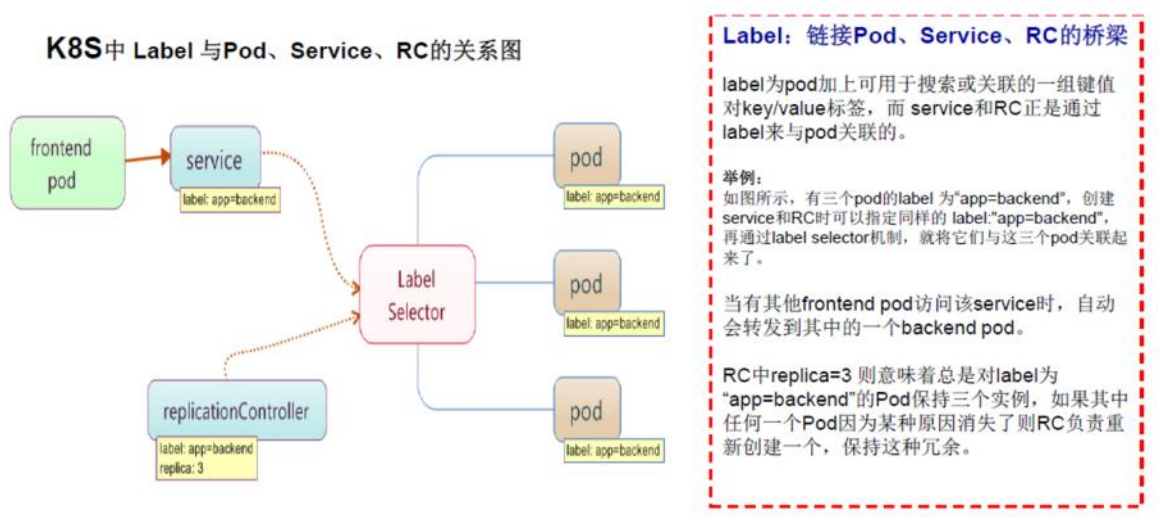 K8S中 Label 与Pod、Service、RC的关系图
frontend
pod
service
label: app=backend
pod
label: app=backend
Label
Selector
pod
label: app=backend
replicationController
label: app=backend
replica: 3
pod
label: app=backend
Label：链接Pod、Service、RC的桥梁
label为pod加上可用于搜索或关联的一组键值
对key/value标签，而 service和RC正是通过
label来与pod关联的。
举例：
如图所示，有三个pod的label 为“app=backend”，创建
service和RC时可以指定同样的 label:"app=backend"，
再通过label selector机制，就将它们与这三个pod关联起
来了。
当有其他frontend pod访问该service时，自动
会转发到其中的一个backend pod。
RC中replica=3 则意味着总是对label为
“app=backend”的Pod保持三个实例，如果其中
任何一个Pod因为某种原因消失了则RC负责重
新创建一个，保持这种冗余。